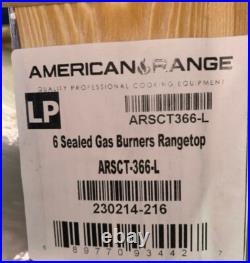 AMERICAN RANGE
QUALITY PROFESSIONAL COOKING EQUIPMENT
LP
ARSCT366-L
6 Sealed Gas Burners Rangetop
ARSCT-366-L
230214-216
8 89770 93442 7